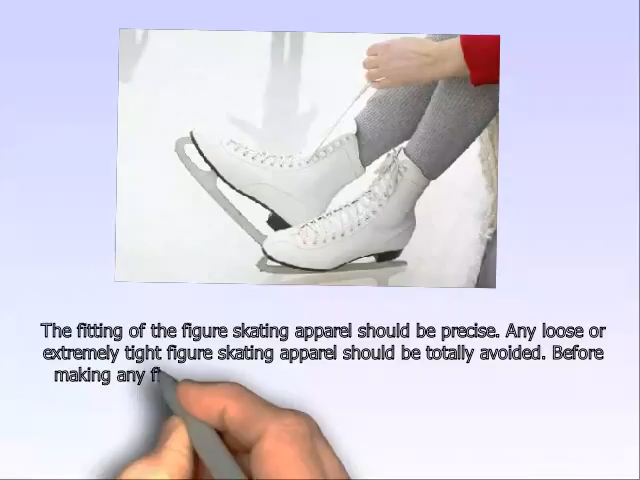 The fitting of the figure skating apparel should be precise. Any loose or
extremely tight figure skating apparel should be totally avoided. Before
making any